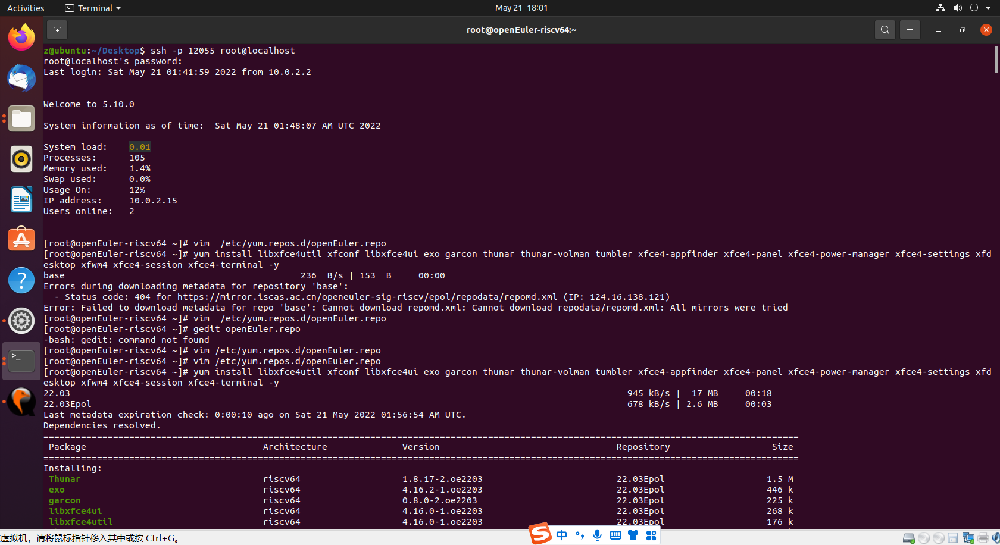 Activities Terminal May 21 18:01
root@openEuler-riscv64:~
z@ubuntu:~/Desktop$ ssh -p 12055 root@localhost
root@localhost's password:
Last login: Sat May 21 01:41:59 2022 from 10.0.2.2
Welcome to 5.10.0
System information as of time:  Sat May 21 01:48:07 AM UTC 2022
System load:    0.01
Processes:      105
Memory used:    1.4%
Swap used:      0.0%
Usage On:       12%
IP address:     10.0.2.15
Users online:   2
[root@openEuler-riscv64 ~]# vim  /etc/yum.repos.d/openEuler.repo
[root@openEuler-riscv64 ~]# yum install libxfce4util xfconf libxfce4ui exo garcon thunar thunar-volman tumbler xfce4-appfinder xfce4-panel xfce4-power-manager xfce4-settings xfd
esktop xfwm4 xfce4-session xfce4-terminal -y
base                                            236  B/s | 153  B     00:00
Errors during downloading metadata for repository 'base':
  - Status code: 404 for https://mirror.iscas.ac.cn/openeuler-sig-riscv/epol/repodata/repomd.xml (IP: 124.16.138.121)
Error: Failed to download metadata for repo 'base': Cannot download repomd.xml: Cannot download repodata/repomd.xml: All mirrors were tried
[root@openEuler-riscv64 ~]# vim  /etc/yum.repos.d/openEuler.repo
[root@openEuler-riscv64 ~]# gedit openEuler.repo
-bash: gedit: command not found
[root@openEuler-riscv64 ~]# vim /etc/yum.repos.d/openEuler.repo
[root@openEuler-riscv64 ~]# vim /etc/yum.repos.d/openEuler.repo
[root@openEuler-riscv64 ~]# yum install libxfce4util xfconf libxfce4ui exo garcon thunar thunar-volman tumbler xfce4-appfinder xfce4-panel xfce4-power-manager xfce4-settings xfd
esktop xfwm4 xfce4-session xfce4-terminal -y
22.03 945 kB/s |  17 MB     00:18
22.03Epol 678 kB/s | 2.6 MB     00:03
Last metadata expiration check: 0:00:10 ago on Sat 21 May 2022 01:56:54 AM UTC.
Dependencies resolved.
Package Architecture Version Repository Size
Installing:
Thunar riscv64 1.8.17-2.oe2203 22.03Epol 1.5 M
exo riscv64 4.16.2-1.oe2203 22.03Epol 446 k
garcon riscv64 0.8.0-2.oe2203 22.03Epol 225 k
libxfce4ui riscv64 4.16.0-1.oe2203 22.03Epol 268 k
libxfce4util riscv64 4.16.0-1.oe2203 22.03Epol 176 k
虚拟机，请将鼠标指针移入其中或按 Ctrl+G。
中